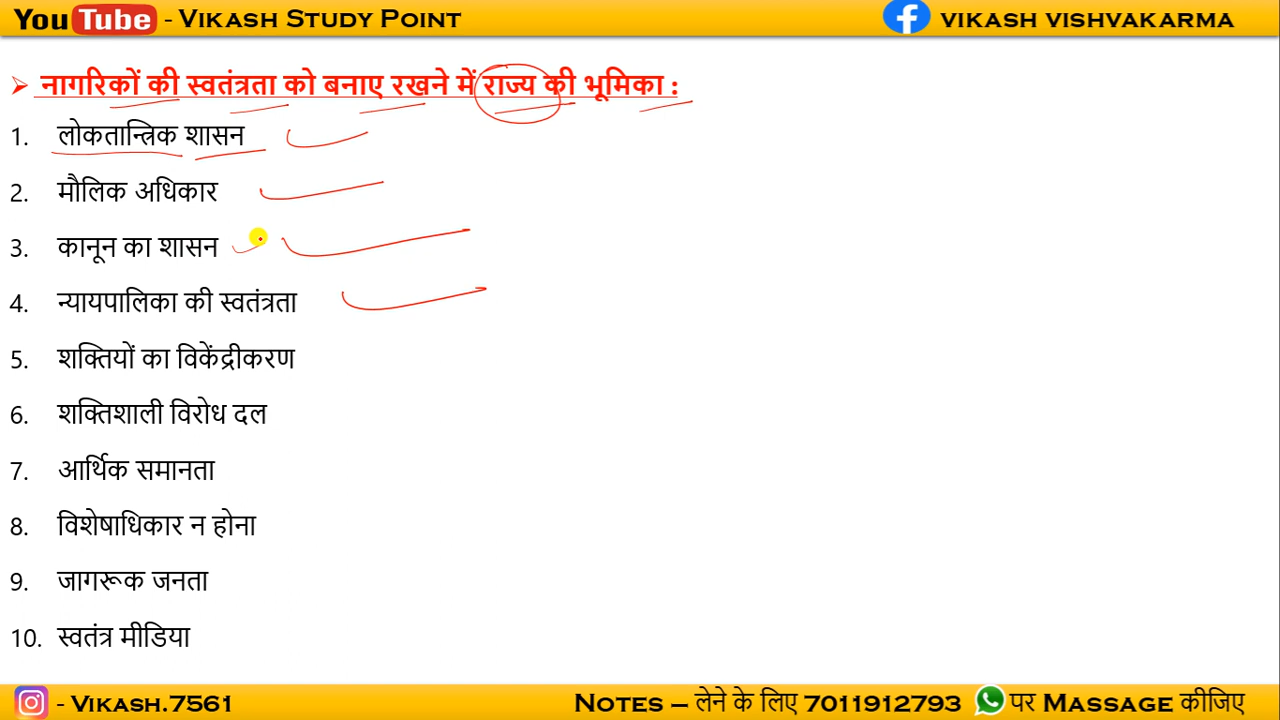 YouTube - Vikash Study Point VIKASH VISHVAKARMA
➢ नागरिकों की स्वतंत्रता को बनाए रखने में राज्य की भूमिका :
1. लोकतान्त्रिक शासन
2. मौलिक अधिकार
3. कानून का शासन
4. न्यायपालिका की स्वतंत्रता
5. शक्तियों का विकेंद्रीकरण
6. शक्तिशाली विरोध दल
7. आर्थिक समानता
8. विशेषाधिकार न होना
9. जागरूक जनता
10. स्वतंत्र मीडिया
- Vikash.7561 Notes – लेने के लिए 7011912793 पर Massage कीजिए